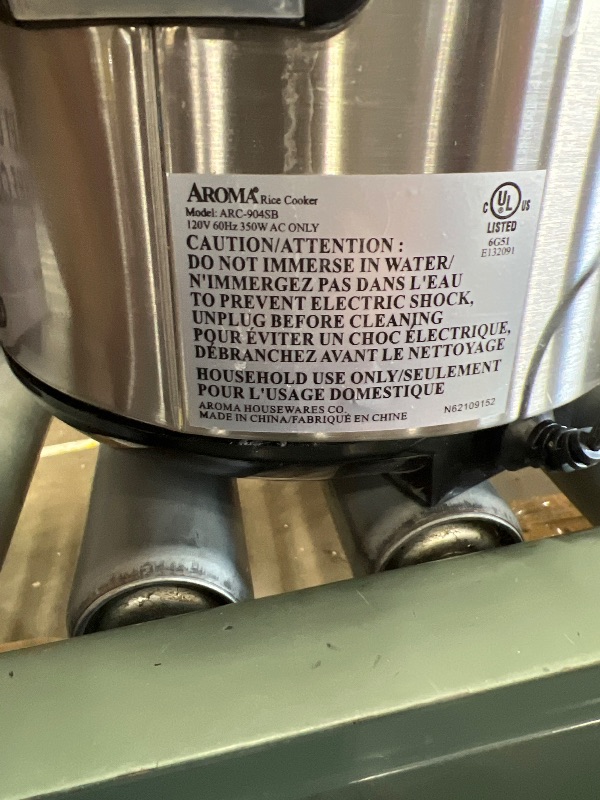 AROMA® Rice Cooker
Model: ARC-904SB
120V 60Hz 350W AC ONLY
C UL US
LISTED
6G51
E132091
CAUTION/ATTENTION :
DO NOT IMMERSE IN WATER/
N'IMMERGEZ PAS DANS L'EAU
TO PREVENT ELECTRIC SHOCK,
UNPLUG BEFORE CLEANING
POUR ÉVITER UN CHOC ÉLECTRIQUE,
DÉBRANCHEZ AVANT LE NETTOYAGE
HOUSEHOLD USE ONLY/SEULEMENT
POUR L'USAGE DOMESTIQUE
AROMA HOUSEWARES CO.
MADE IN CHINA/FABRIQUÉ EN CHINE
N62109152